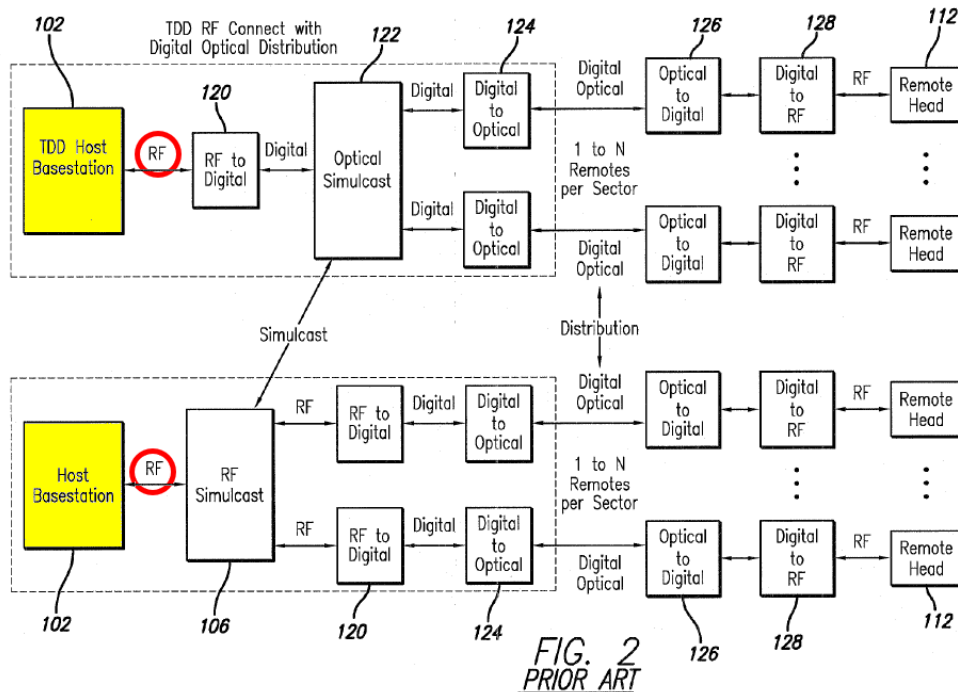 102
TDD RF Connect with
Digital Optical Distribution
122
124
126
128
112
120
TDD Host
Basestation
RF
RF to
Digital
Digital
Optical
Simulcast
Digital
Digital
to
Optical
Digital
Optical
Optical
to
Digital
Digital
to
RF
RF
Remote
Head
1 to N
Remotes
per Sector
Digital
Digital
to
Optical
Digital
Optical
Optical
to
Digital
Digital
to
RF
RF
Remote
Head
Simulcast
Distribution
Host
Basestation
RF
RF
Simulcast
RF
RF to
Digital
Digital
Digital
to
Optical
Digital
Optical
Optical
to
Digital
Digital
to
RF
RF
Remote
Head
1 to N
Remotes
per Sector
RF
RF to
Digital
Digital
Digital
to
Optical
Digital
Optical
Optical
to
Digital
Digital
to
RF
RF
Remote
Head
102
106
120
124
126
128
112
FIG. 2
PRIOR ART